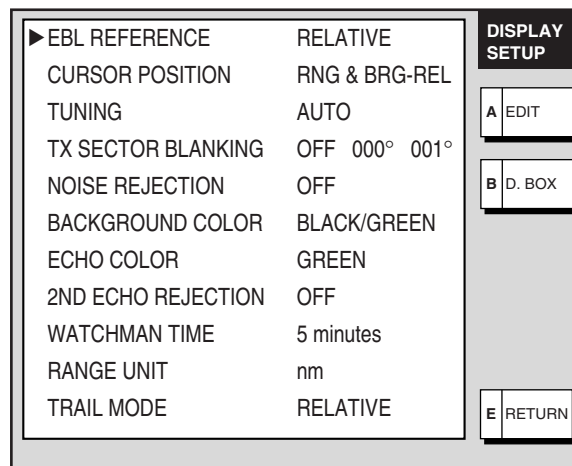 ▶EBL REFERENCE RELATIVE
CURSOR POSITION RNG & BRG-REL
TUNING AUTO
TX SECTOR BLANKING OFF 000° 001°
NOISE REJECTION OFF
BACKGROUND COLOR BLACK/GREEN
ECHO COLOR GREEN
2ND ECHO REJECTION OFF
WATCHMAN TIME 5 minutes
RANGE UNIT nm
TRAIL MODE RELATIVE
DISPLAY
SETUP
A EDIT
B D. BOX
E RETURN